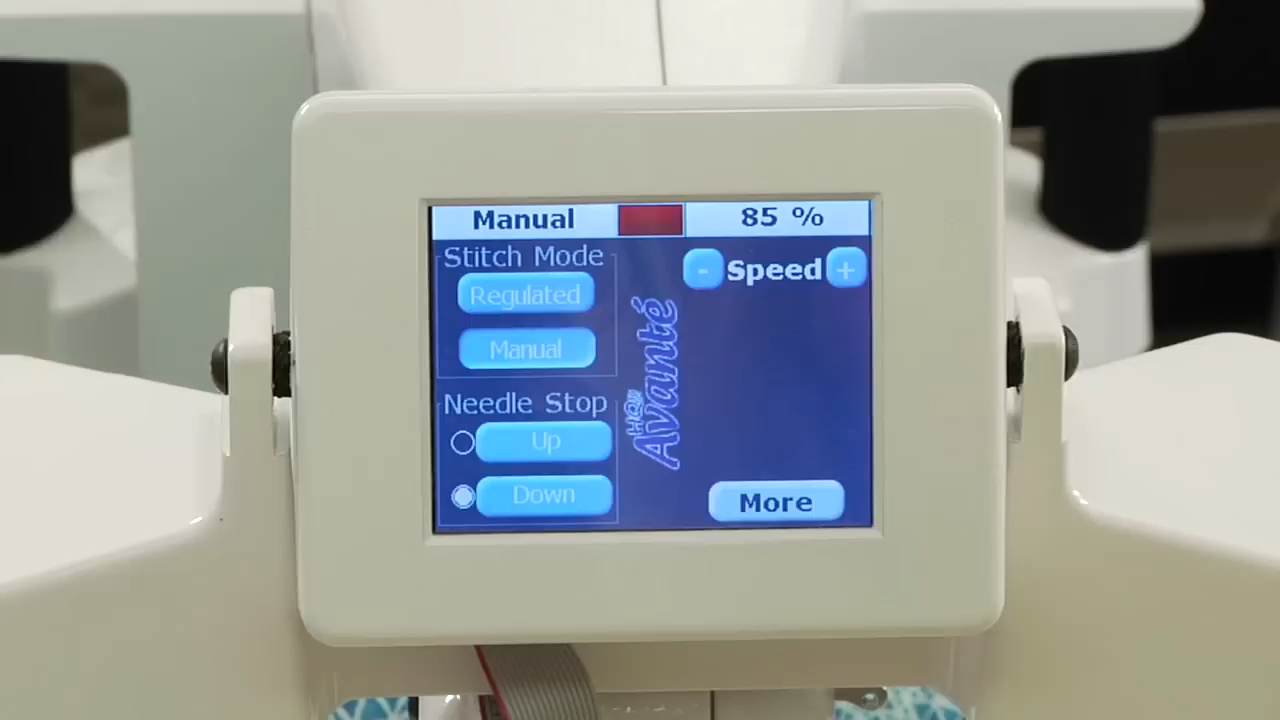 Manual
85 %
Stitch Mode
Regulated
Manual
- Speed +
Needle Stop
Up
Down
HQ Avanté
More